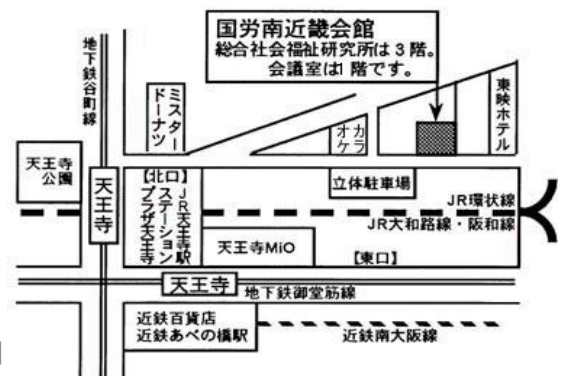 国労南近畿会館
総合社会福祉研究所は3階。
会議室は1階です。
地下鉄谷町線
ミスター
ドーナツ
カラ
オケ
東映ホテル
天王寺
公園
天王寺
【北口】
JR天王寺駅
ステーション
プラザ天王寺
立体駐車場
JR環状線
JR大和路線・阪和線
天王寺MiO
【東口】
天王寺
地下鉄御堂筋線
近鉄百貨店
近鉄あべの橋駅
近鉄南大阪線